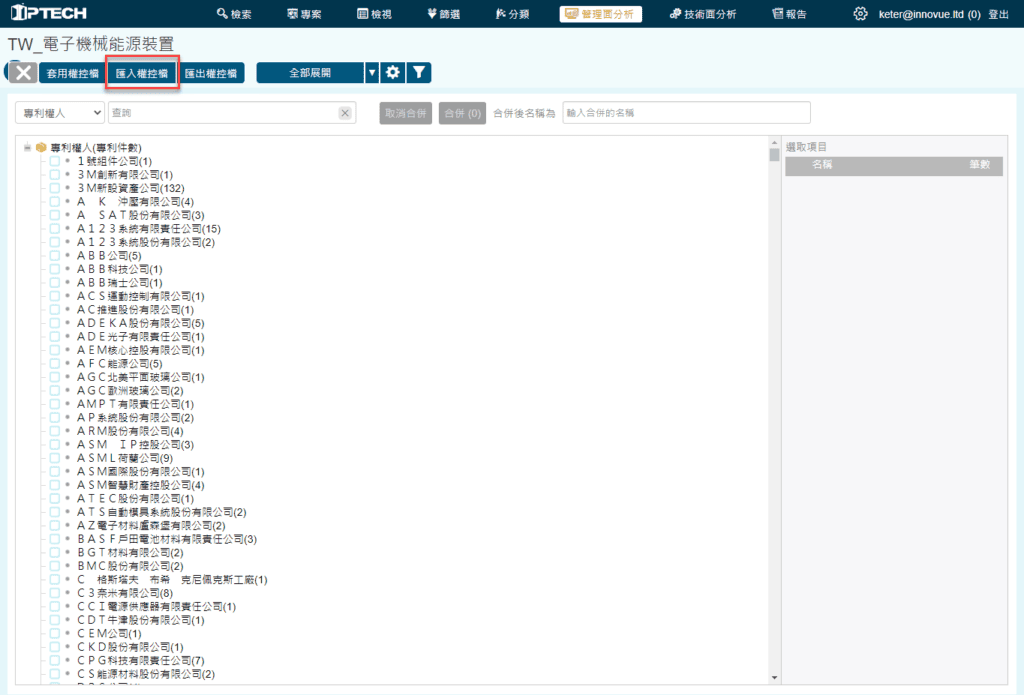 IPTECH 檢索 專案 檢視 篩選 分類 管理面分析 技術面分析 報告 keter@innovue.ltd (0) 登出
TW_電子機械能源裝置
套用權控檔 匯入權控檔 匯出權控檔 全部展開
專利權人 查詢 取消合併 合併 (0) 合併後名稱為 輸入合併的名稱
專利權人(專利件數)
選取項目
名稱 筆數
１號組件公司(1)
３Ｍ創新有限公司(1)
３Ｍ新設資產公司(132)
Ａ　Ｋ　沖壓有限公司(4)
Ａ　ＳＡＴ股份有限公司(3)
Ａ１２３系統有限責任公司(15)
Ａ１２３系統股份有限公司(2)
ＡＢＢ公司(5)
ＡＢＢ科技公司(1)
ＡＢＢ瑞士公司(1)
ＡＣＳ運動控制有限公司(1)
ＡＣ推進股份有限公司(1)
ＡＤＥＫＡ股份有限公司(5)
ＡＤＥ光子有限責任公司(1)
ＡＥＭ核心控股有限公司(1)
ＡＦＣ能源公司(5)
ＡＧＣ北美平面玻璃公司(1)
ＡＧＣ歐洲玻璃公司(2)
ＡＭＰＴ有限責任公司(1)
ＡＰ系統股份有限公司(2)
ＡＲＭ股份有限公司(4)
ＡＳＭ　ＩＰ控股公司(3)
ＡＳＭＬ荷蘭公司(9)
ＡＳＭ國際股份有限公司(1)
ＡＳＭ智慧財產控股公司(4)
ＡＴＥＣ股份有限公司(1)
ＡＴＳ自動模具系統股份有限公司(2)
ＡＺ電子材料盧森堡有限公司(2)
ＢＡＳＦ戶田電池材料有限責任公司(3)
ＢＧＴ材料有限公司(2)
ＢＭＣ股份有限公司(2)
Ｃ　格斯塔夫　布希　克尼佩克斯工廠(1)
Ｃ３奈米有限公司(8)
ＣＣＩ電源供應器有限責任公司(1)
ＣＤＴ牛津股份有限公司(1)
ＣＥＭ公司(1)
ＣＫＤ股份有限公司(1)
ＣＰＧ科技有限責任公司(7)
ＣＳ能源材料股份有限公司(2)